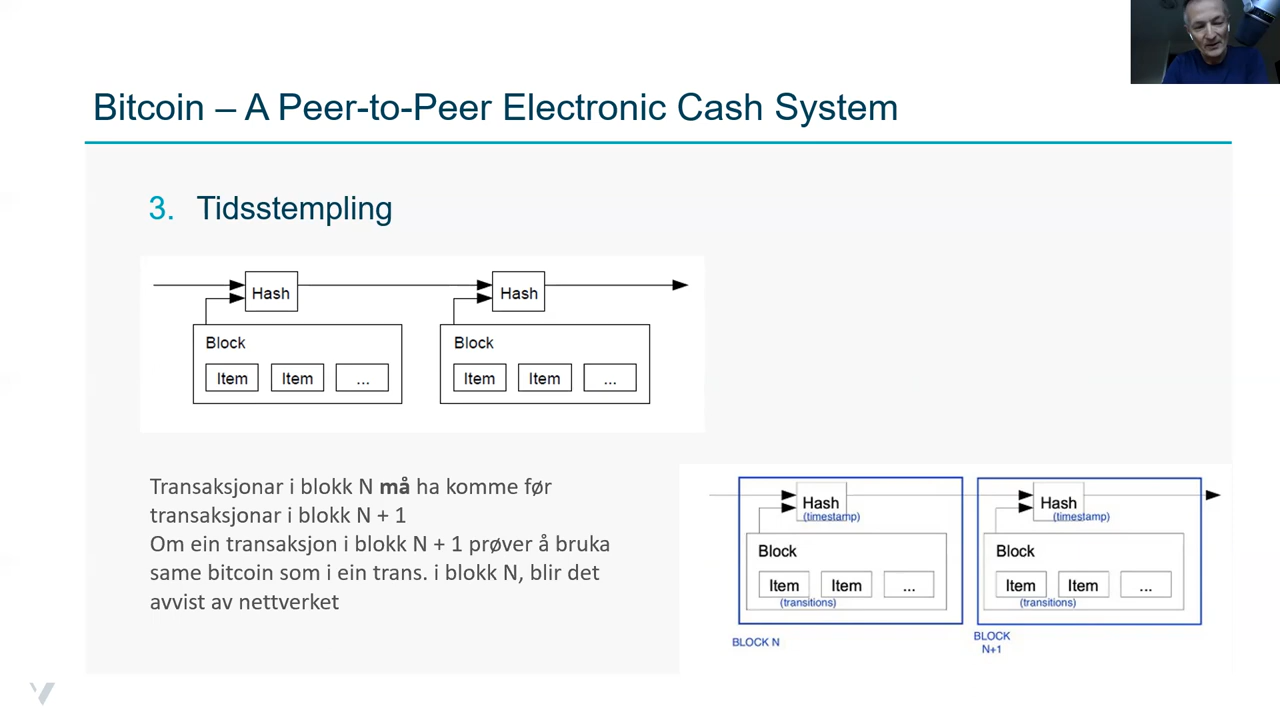 Bitcoin – A Peer-to-Peer Electronic Cash System
3. Tidsstempling
Hash
Hash
Block
Block
Item Item ...
Item Item ...
Transaksjonar i blokk N må ha komme før
transaksjonar i blokk N + 1
Om ein transaksjon i blokk N + 1 prøver å bruka
same bitcoin som i ein trans. i blokk N, blir det
avvist av nettverket
Hash
(timestamp)
Hash
(timestamp)
Block
Block
Item Item ...
Item Item ...
(transitions)
(transitions)
BLOCK N
BLOCK
N+1